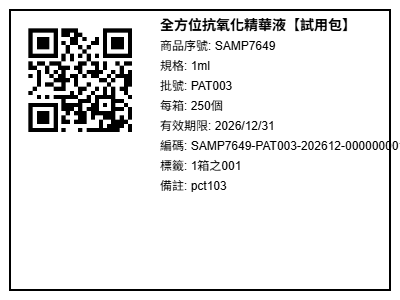 全方位抗氧化精華液【試用包】
商品序號: SAMP7649
規格: 1ml
批號: PAT003
每箱: 250個
有效期限: 2026/12/31
編碼: SAMP7649-PAT003-202612-00000000
標籤: 1箱之001
備註: pct103